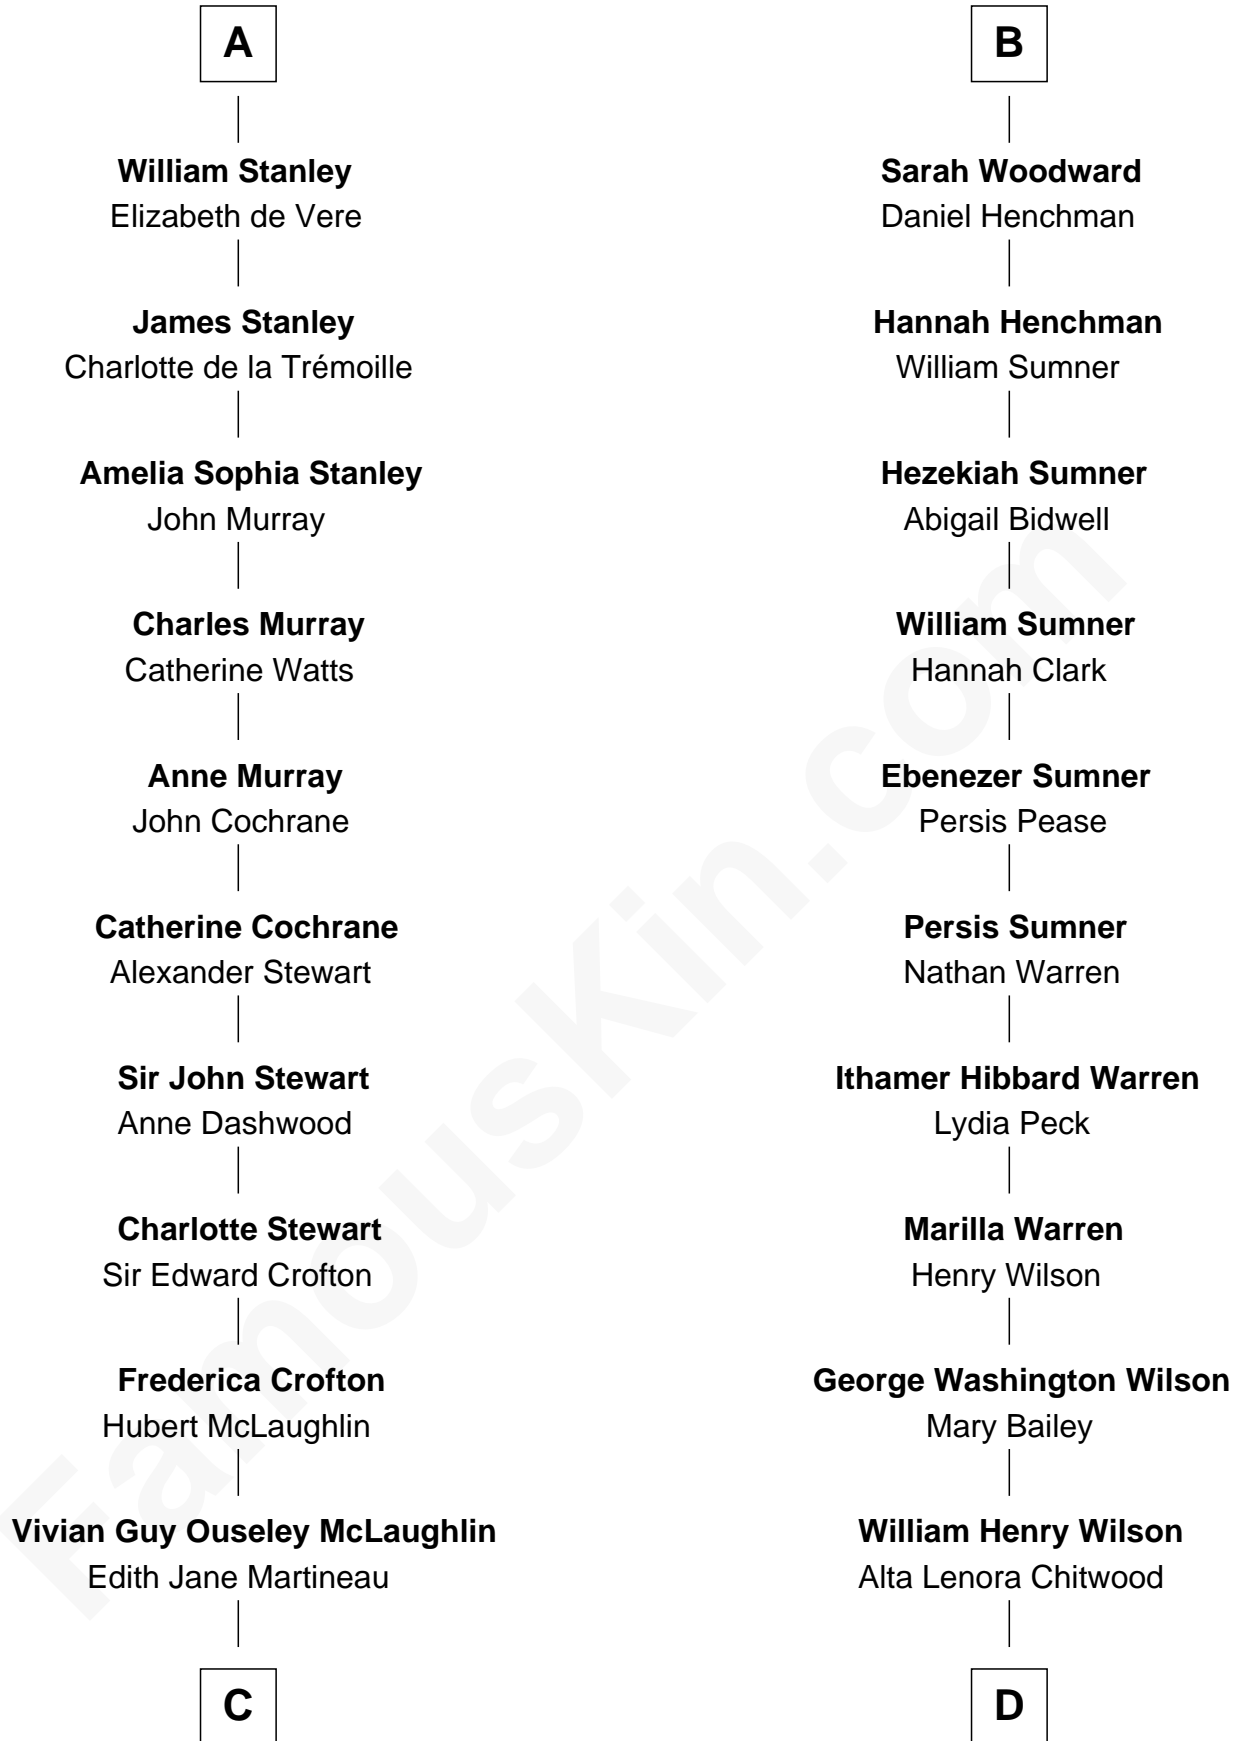 A
William Stanley
Elizabeth de Vere
James Stanley
Charlotte de la Trémoille
Amelia Sophia Stanley
John Murray
Charles Murray
Catherine Watts
Anne Murray
John Cochrane
Catherine Cochrane
Alexander Stewart
Sir John Stewart
Anne Dashwood
Charlotte Stewart
Sir Edward Crofton
Frederica Crofton
Hubert McLaughlin
Vivian Guy Ouseley McLaughlin
Edith Jane Martineau
C
B
Sarah Woodward
Daniel Henchman
Hannah Henchman
William Sumner
Hezekiah Sumner
Abigail Bidwell
William Sumner
Hannah Clark
Ebenezer Sumner
Persis Pease
Persis Sumner
Nathan Warren
Ithamer Hibbard Warren
Lydia Peck
Marilla Warren
Henry Wilson
George Washington Wilson
Mary Bailey
William Henry Wilson
Alta Lenora Chitwood
D
FamousKin.com